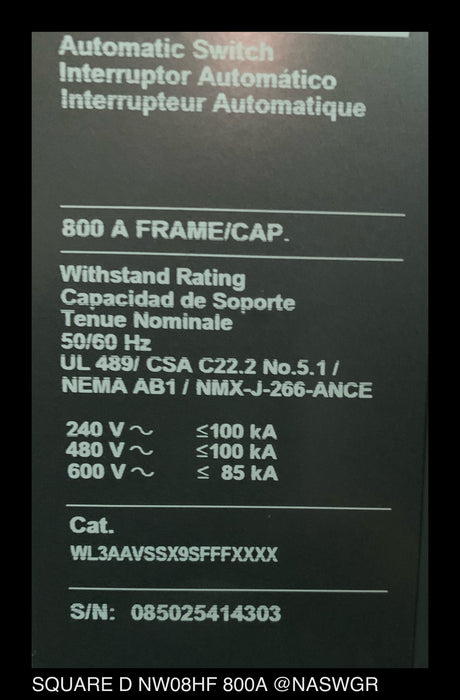 Automatic Switch
Interruptor Automático
Interrupteur Automatique
800 A FRAME/CAP.
Withstand Rating
Capacidad de Soporte
Tenue Nominale
50/60 Hz
UL 489/ CSA C22.2 No.5.1 /
NEMA AB1 / NMX-J-266-ANCE
240 V～ ≤100 kA
480 V～ ≤100 kA
600 V～ ≤ 85 kA
Cat.
WL3AAVSSX9SFFFXXXX
S/N: 085025414303
SQUARE D NW08HF 800A @NASWGR